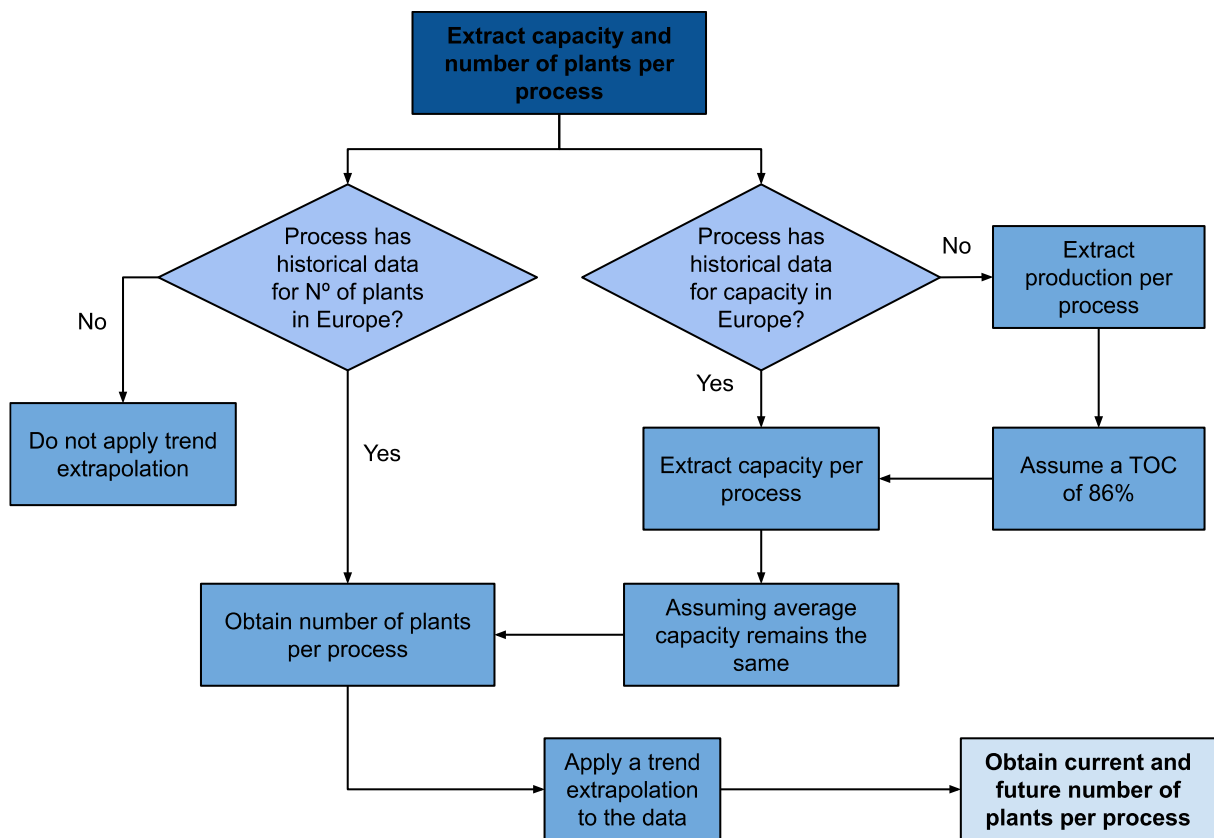 Extract capacity and
number of plants per
process
Process has
historical data
for Nº of plants
in Europe?
Process has
historical data
for capacity in
Europe?
No
Extract
production per
process
No
Yes
Do not apply trend
extrapolation
Yes
Extract capacity per
process
Assume a TOC
of 86%
Obtain number of plants
per process
Assuming average
capacity remains the
same
Apply a trend
extrapolation
to the data
Obtain current and
future number of
plants per process